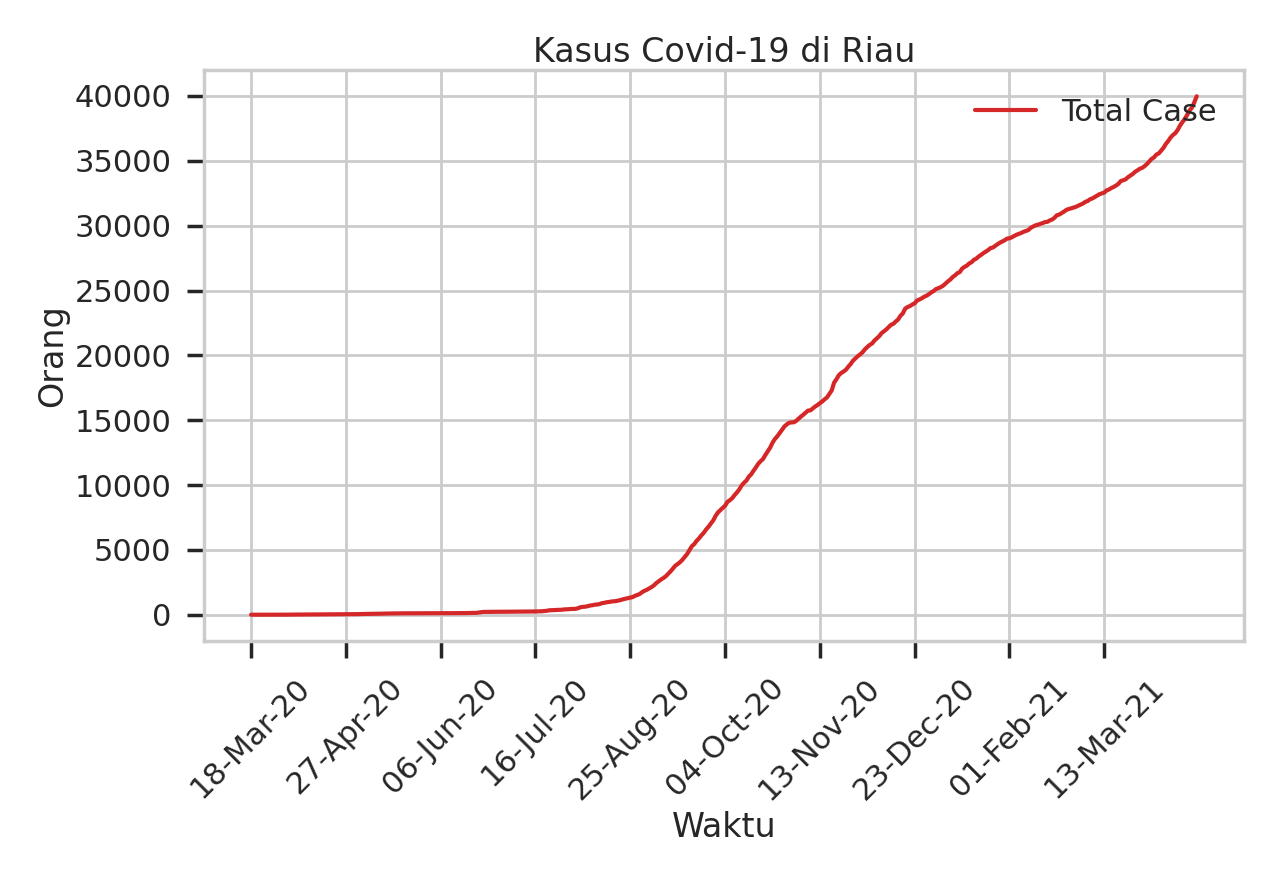 Kasus Covid-19 di Riau
Total Case
40000
35000
30000
25000
20000
15000
10000
5000
0
Orang
18-Mar-20
27-Apr-20
06-Jun-20
16-Jul-20
25-Aug-20
04-Oct-20
13-Nov-20
23-Dec-20
01-Feb-21
13-Mar-21
Waktu